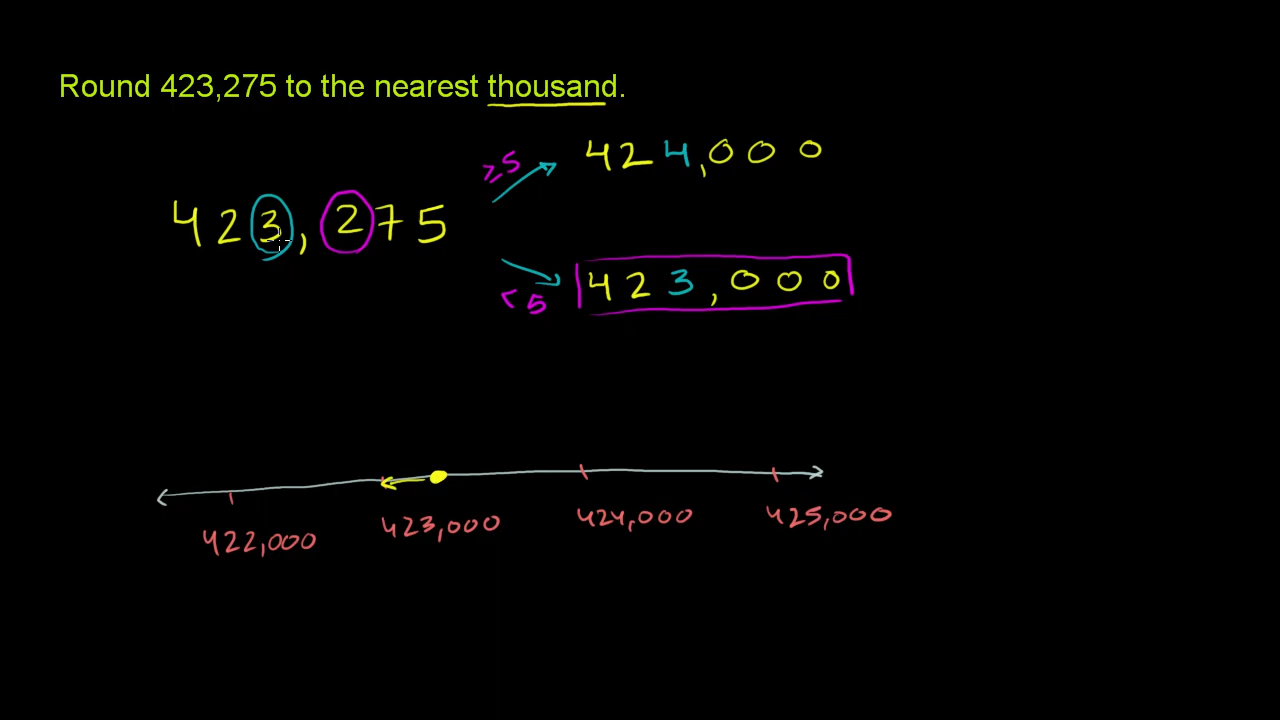 Round 423,275 to the nearest thousand.
≥5 424,000
423,275
<5 423,000
422,000 423,000 424,000 425,000